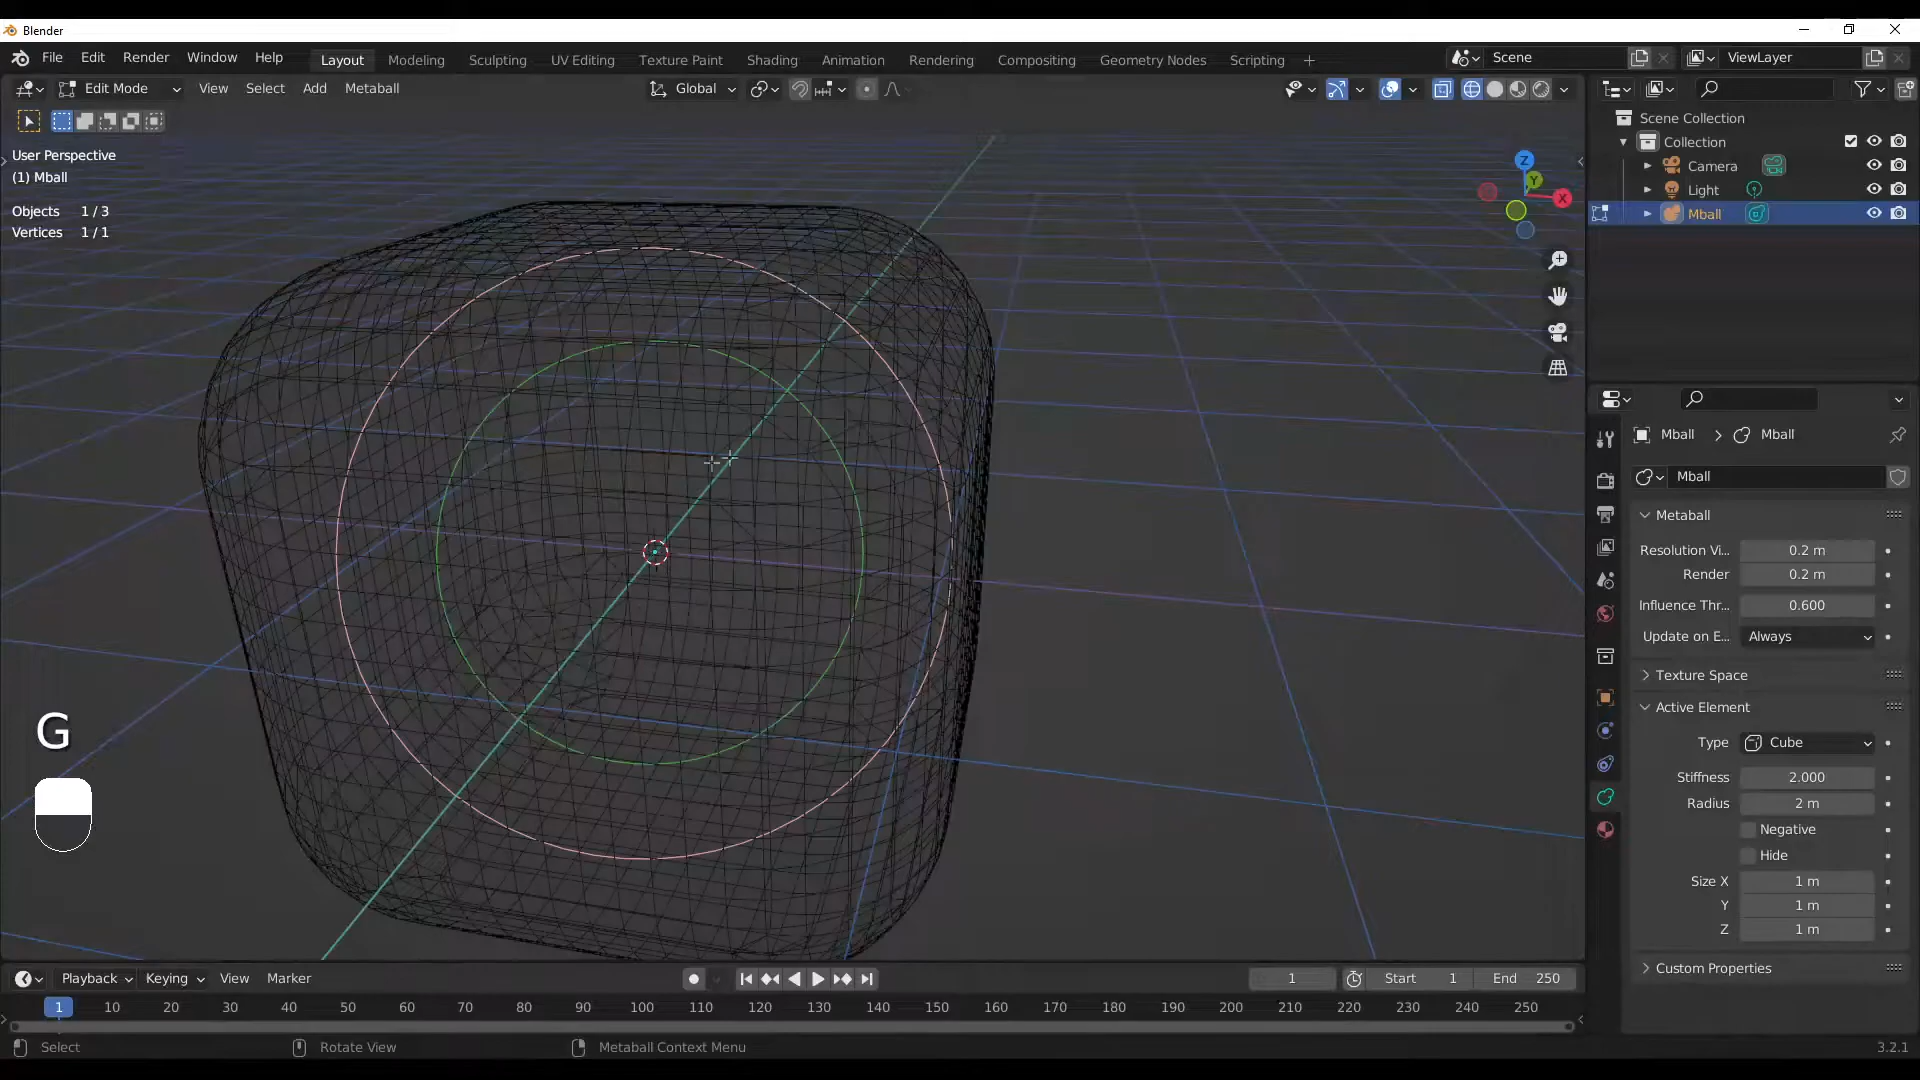 Blender
File Edit Render Window Help Layout Modeling Sculpting UV Editing Texture Paint Shading Animation Rendering Compositing Geometry Nodes Scripting + Scene ViewLayer
Edit Mode View Select Add Metaball Global
User Perspective
(1) Mball
Objects 1 / 3
Vertices 1 / 1
Z
Y
X
G
Scene Collection
Collection
Camera
Light
Mball
Mball > Mball
Mball
Metaball
Resolution Vi... 0.2 m
Render 0.2 m
Influence Thr... 0.600
Update on E... Always
Texture Space
Active Element
Type Cube
Stiffness 2.000
Radius 2 m
Negative
Hide
Size X 1 m
Y 1 m
Z 1 m
Custom Properties
Playback Keying View Marker 1 Start 1 End 250
1 10 20 30 40 50 60 70 80 90 100 110 120 130 140 150 160 170 180 190 200 210 220 230 240 250
Select Rotate View Metaball Context Menu 3.2.1